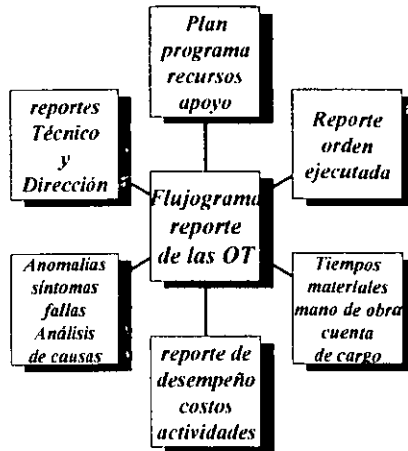 Plan
programa
recursos
apoyo
reportes
Técnico
y
Dirección
Reporte
orden
ejecutada
Flujograma
reporte
de las OT
Anomalías
síntomas
fallas
Análisis
de causas
Tiempos
materiales
mano de obra
cuenta
de cargo
reporte de
desempeño
costos
actividades